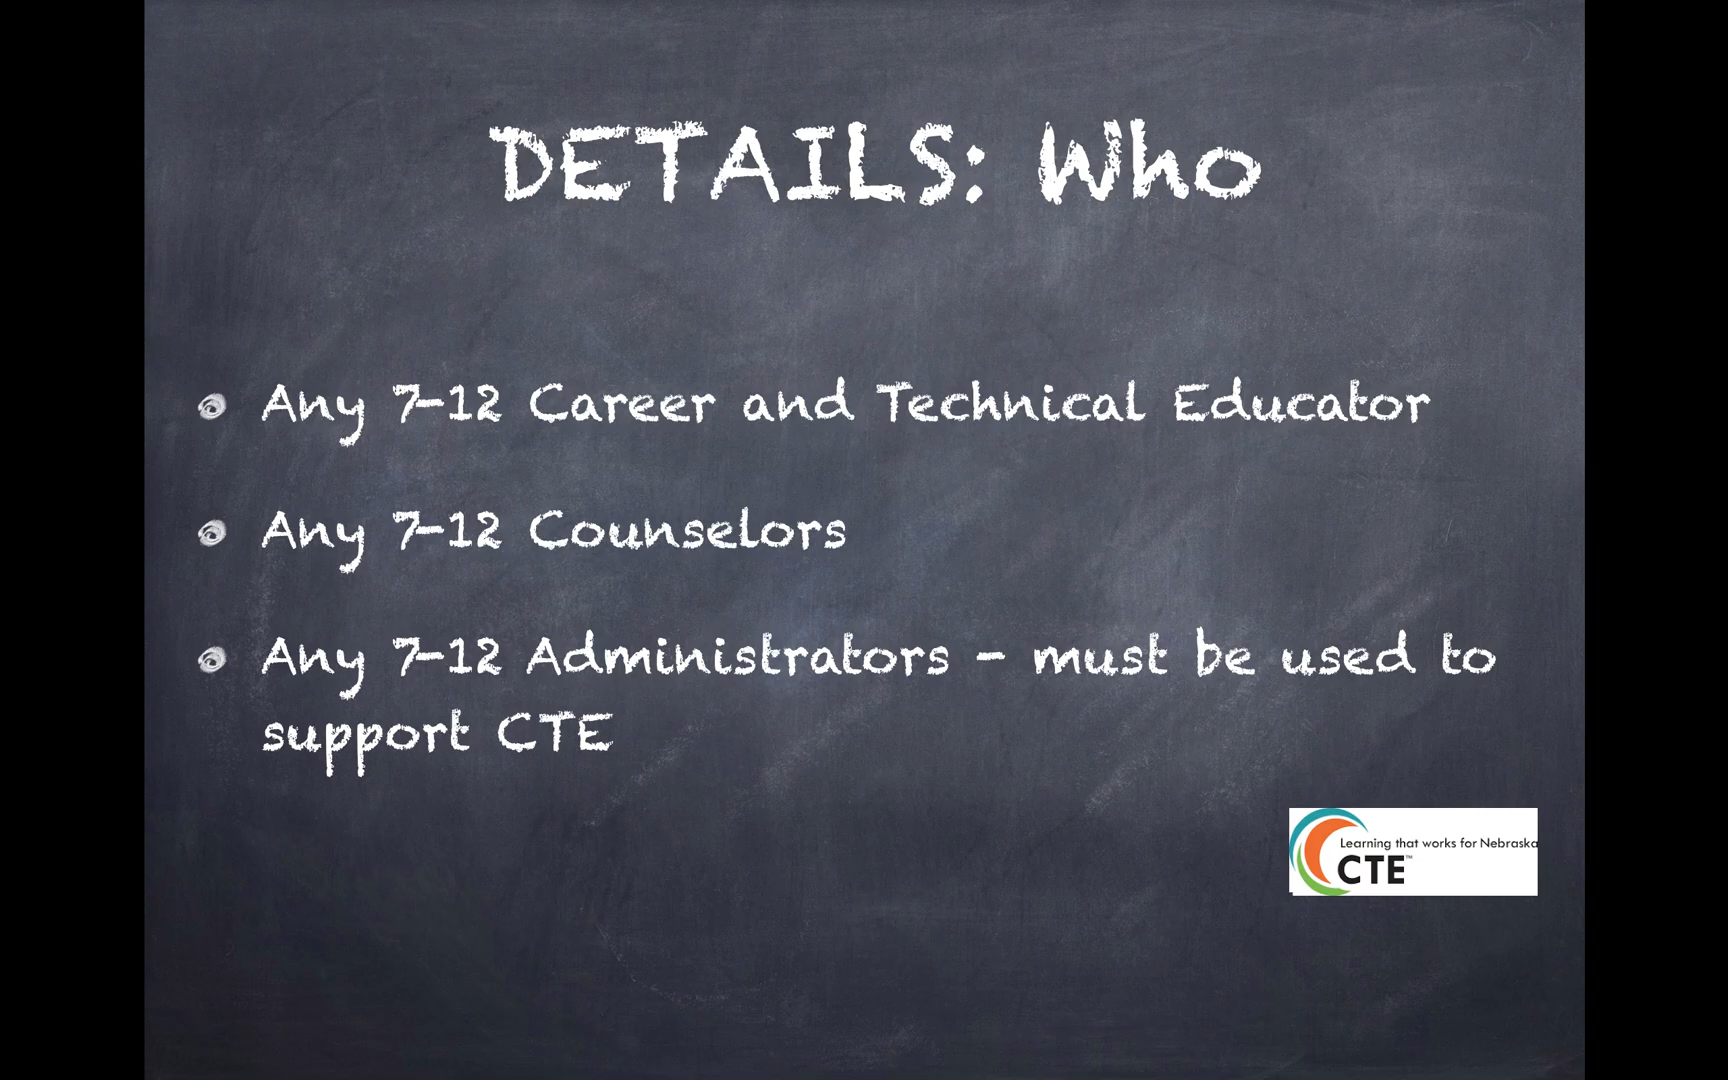 DETAILS: Who
Any 7-12 Career and Technical Educator
Any 7-12 Counselors
Any 7-12 Administrators - must be used to
support CTE
Learning that works for Nebraska
CTE™